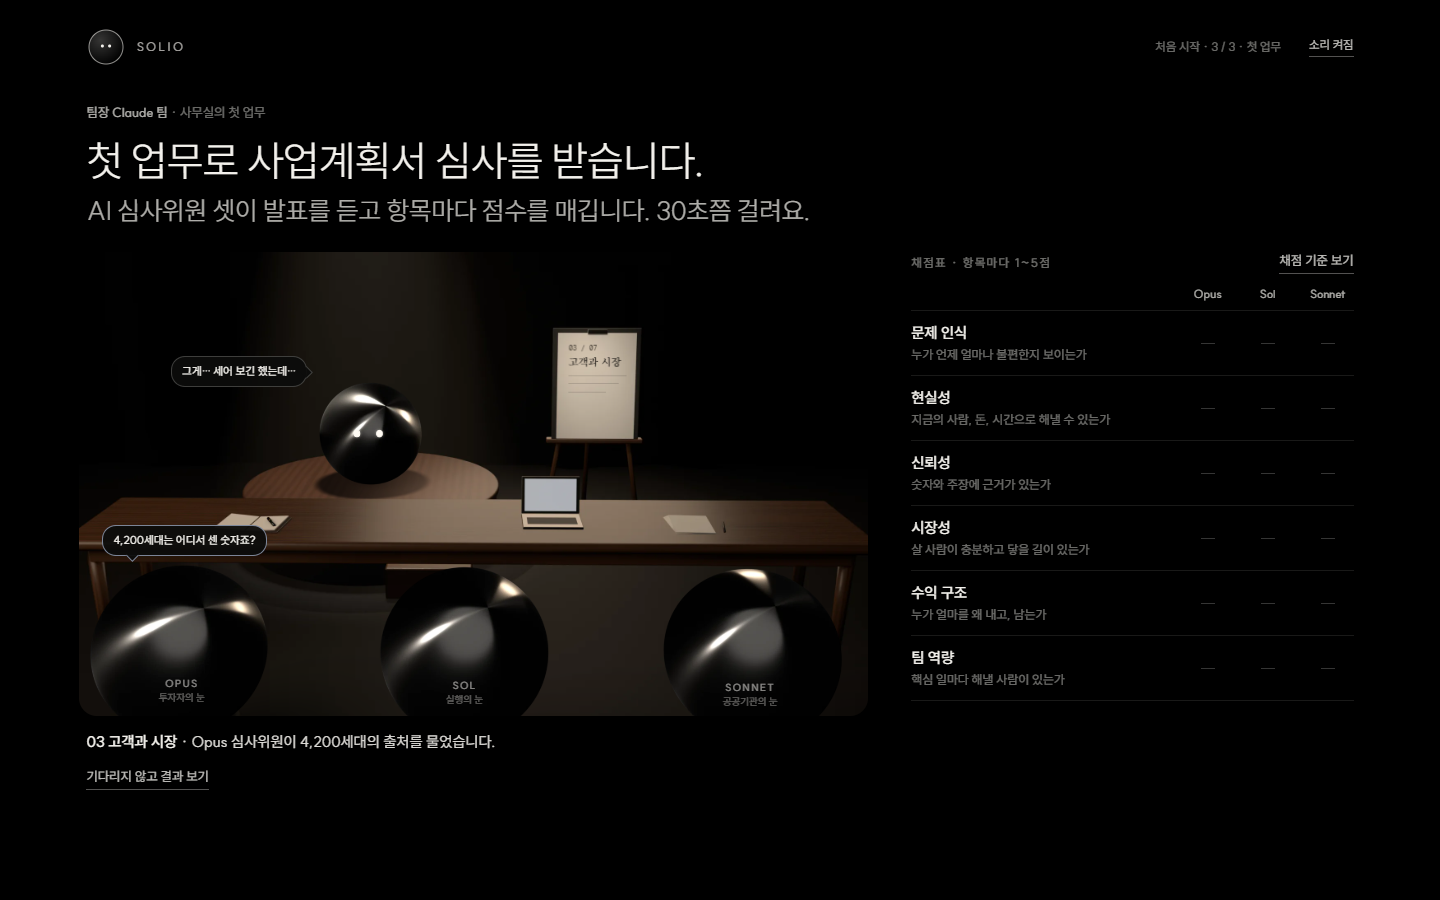 SOLIO
처음 시작 · 3 / 3 · 첫 업무
소리 켜짐
팀장 Claude 팀 · 사무실의 첫 업무
첫 업무로 사업계획서 심사를 받습니다.
AI 심사위원 셋이 발표를 듣고 항목마다 점수를 매깁니다. 30초쯤 걸려요.
03 / 07
고객과 시장
그게… 세어 보긴 했는데…
4,200세대는 어디서 센 숫자죠?
OPUS
투자자의 눈
SOL
실행의 눈
SONNET
공공기관의 눈
03 고객과 시장 · Opus 심사위원이 4,200세대의 출처를 물었습니다.
기다리지 않고 결과 보기
채점표 · 항목마다 1~5점
채점 기준 보기
Opus Sol Sonnet
문제 인식
누가 언제 얼마나 불편한지 보이는가
— — —
현실성
지금의 사람, 돈, 시간으로 해낼 수 있는가
— — —
신뢰성
숫자와 주장에 근거가 있는가
— — —
시장성
살 사람이 충분하고 닿을 길이 있는가
— — —
수익 구조
누가 얼마를 왜 내고, 남는가
— — —
팀 역량
핵심 일마다 해낼 사람이 있는가
— — —